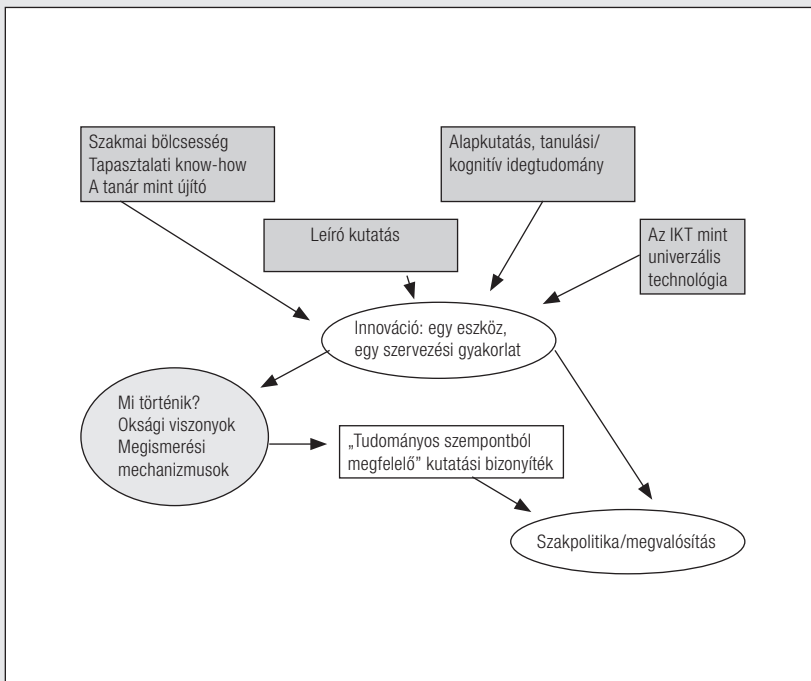 Szakmai bölcsesség
Tapasztalati know-how
A tanár mint újító
Alapkutatás, tanulási/
kognitív idegtudomány
Leíró kutatás
Az IKT mint
univerzális
technológia
Innováció: egy eszköz,
egy szervezési gyakorlat
Mi történik?
Oksági viszonyok
Megismerési
mechanizmusok
„Tudományos szempontból
megfelelő” kutatási bizonyíték
Szakpolitika/megvalósítás